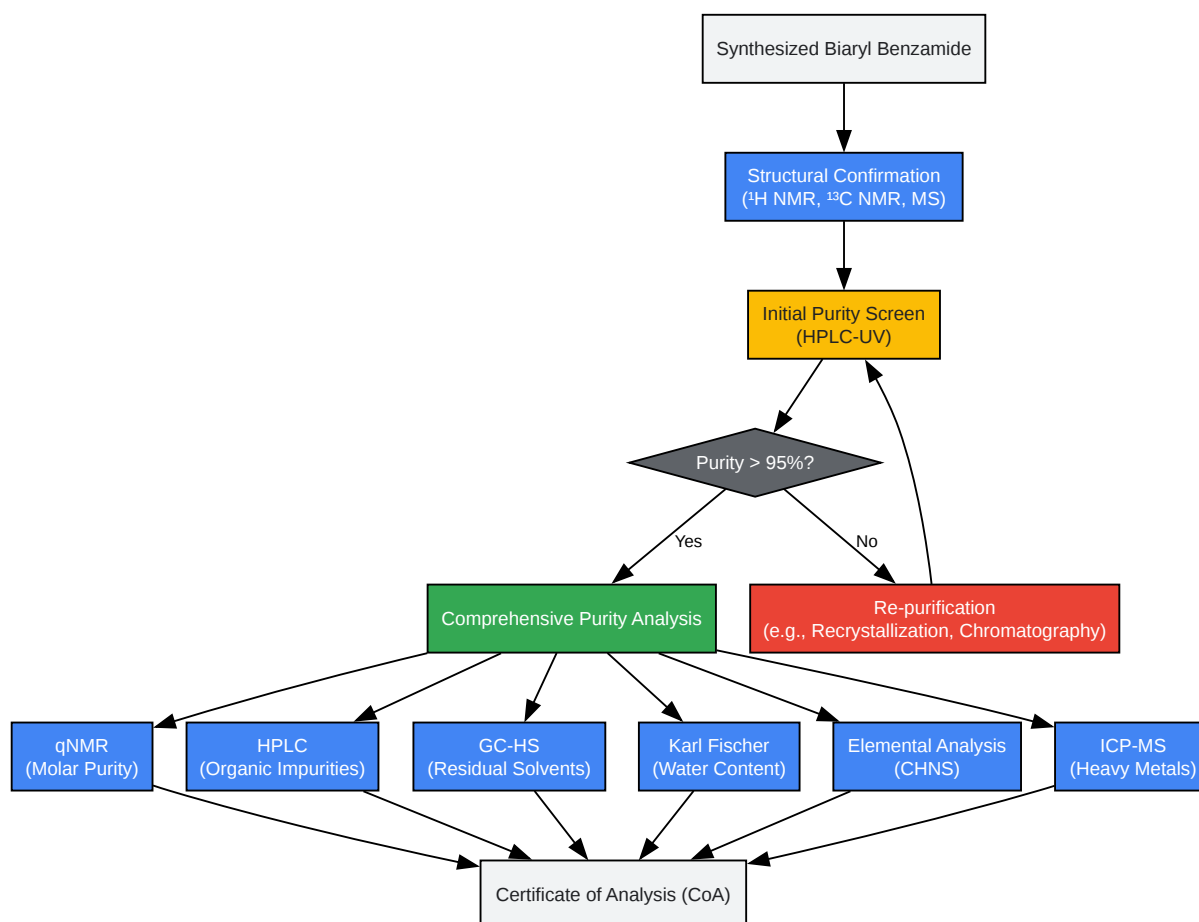 Synthesized Biaryl Benzamide
Structural Confirmation
(¹H NMR, ¹³C NMR, MS)
Initial Purity Screen
(HPLC-UV)
Purity > 95%?
Yes
No
Comprehensive Purity Analysis
Re-purification
(e.g., Recrystallization, Chromatography)
qNMR
(Molar Purity)
HPLC
(Organic Impurities)
GC-HS
(Residual Solvents)
Karl Fischer
(Water Content)
Elemental Analysis
(CHNS)
ICP-MS
(Heavy Metals)
Certificate of Analysis (CoA)